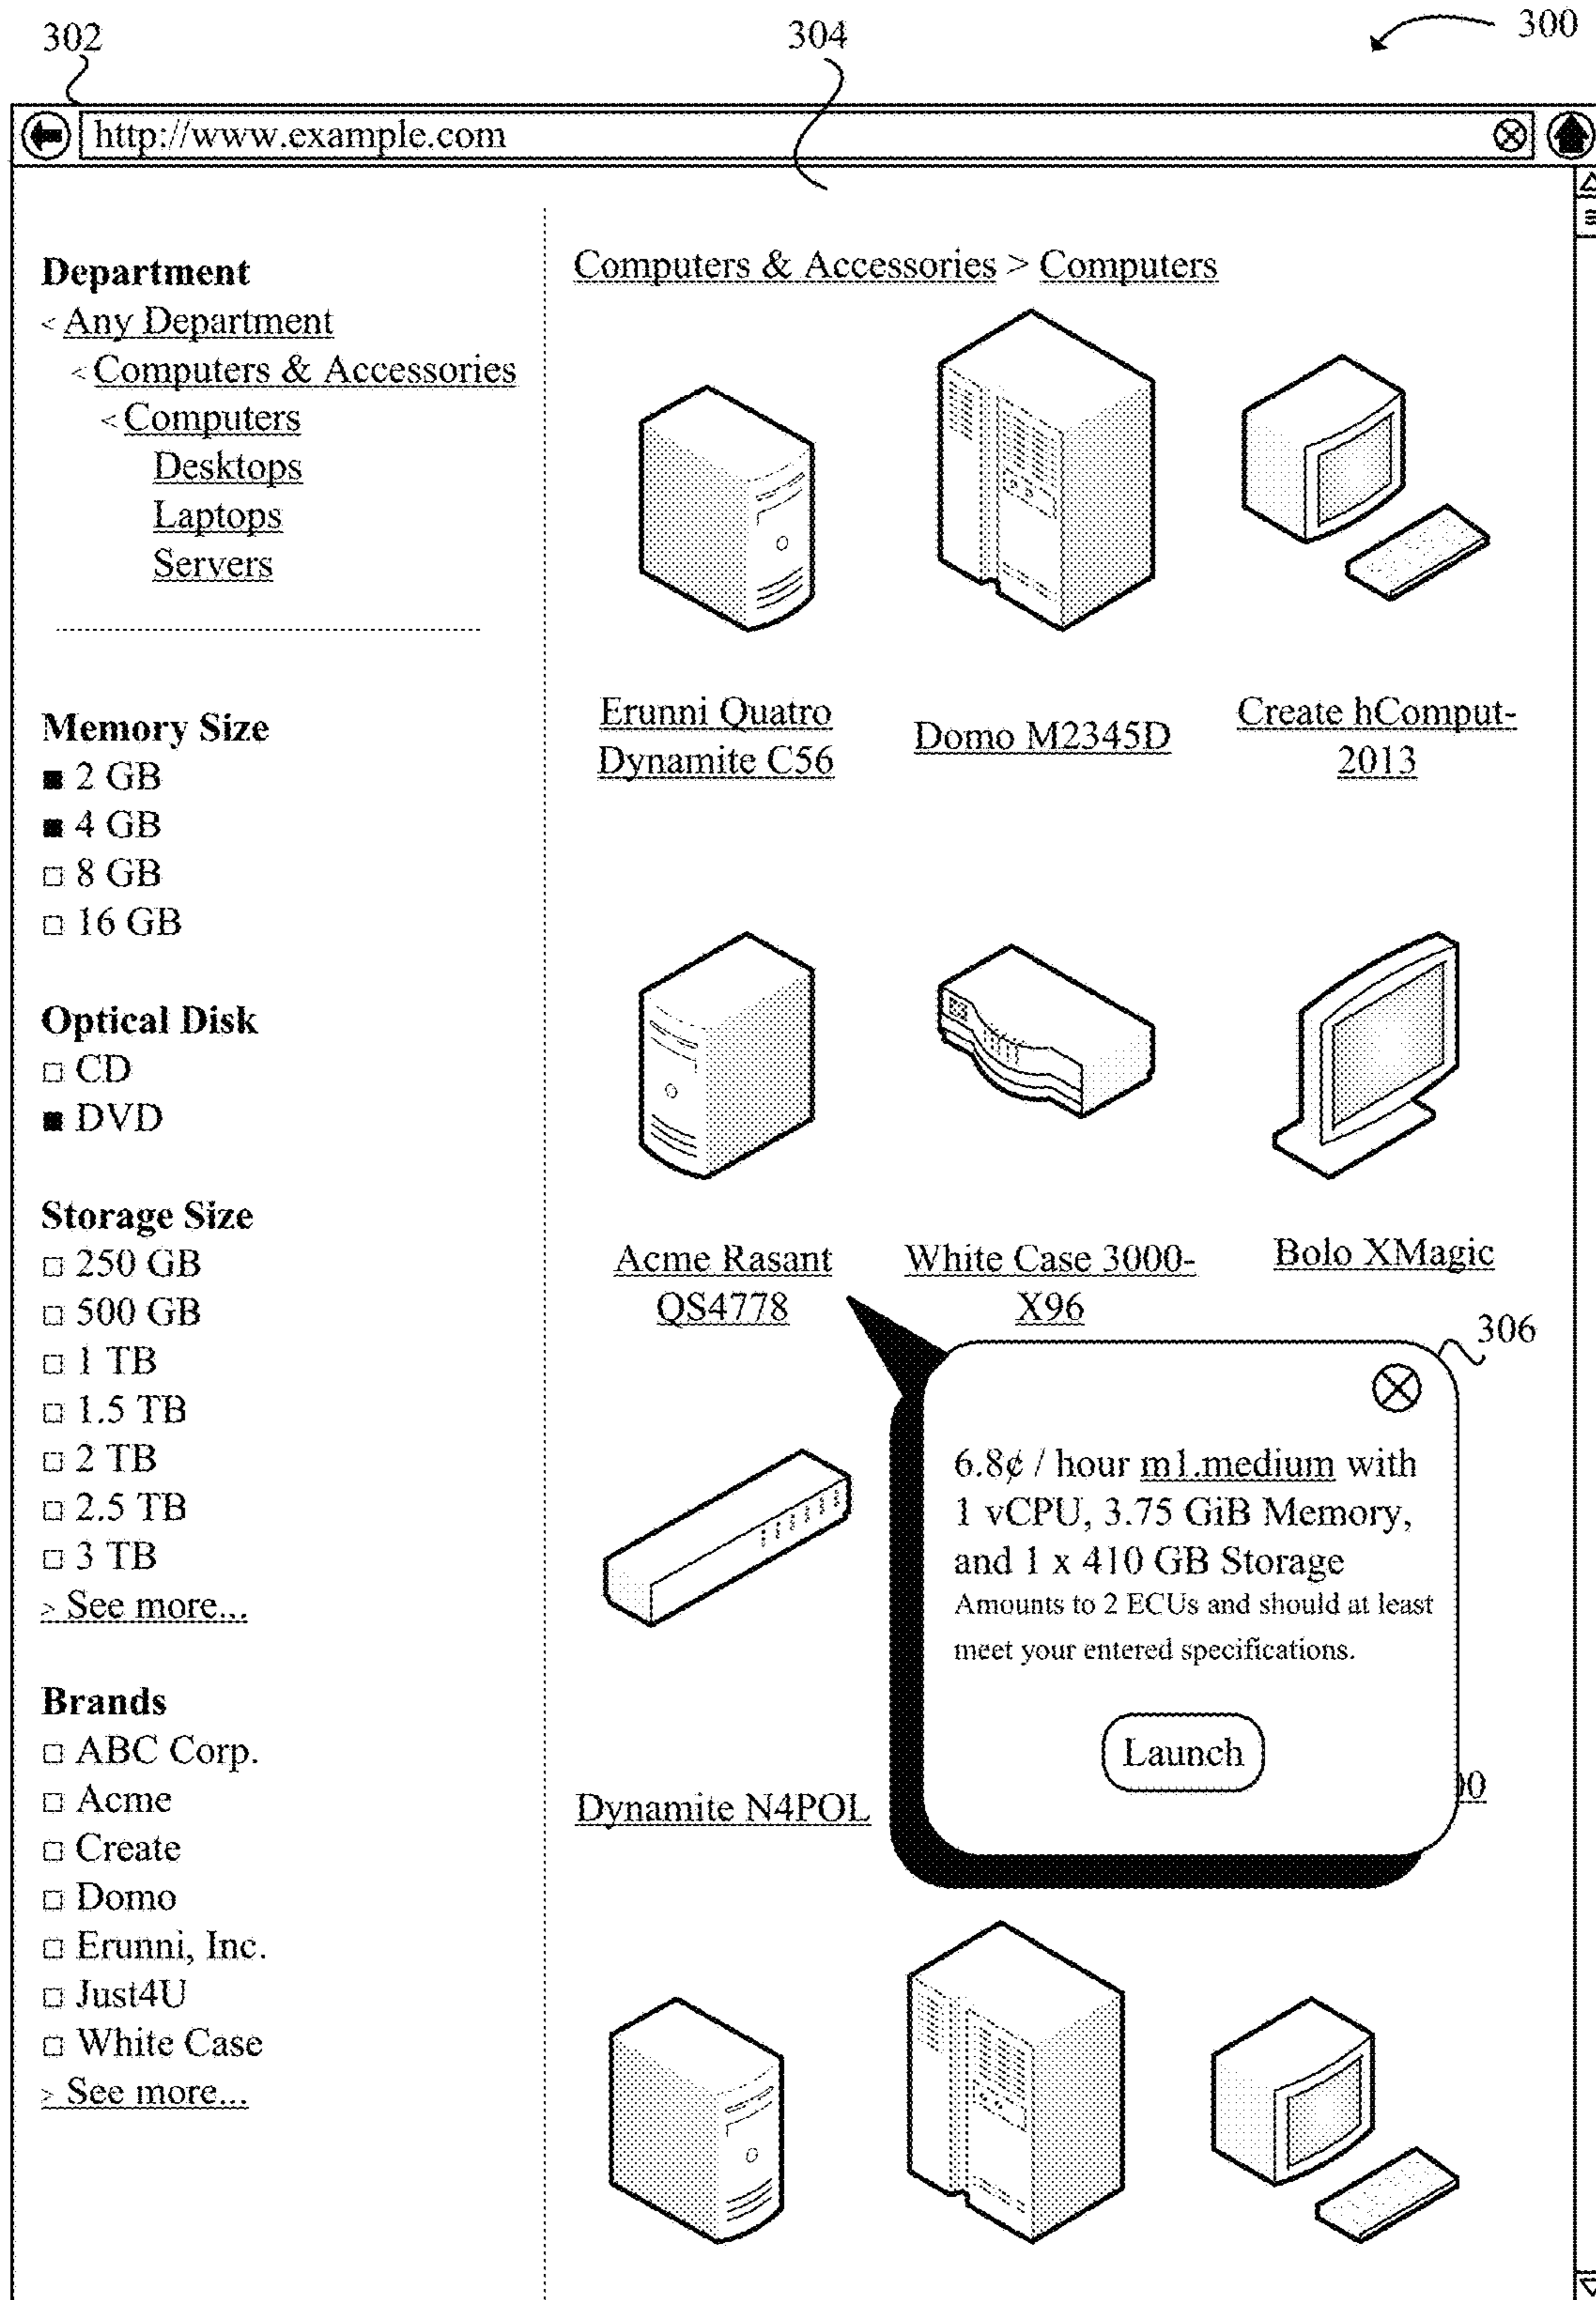 302
304
300
http://www.example.com
Department
< Any Department
< Computers & Accessories
< Computers
Desktops
Laptops
Servers
Memory Size
2 GB
4 GB
8 GB
16 GB
Optical Disk
CD
DVD
Storage Size
250 GB
500 GB
1 TB
1.5 TB
2 TB
2.5 TB
3 TB
> See more...
Brands
ABC Corp.
Acme
Create
Domo
Erunni, Inc.
Just4U
White Case
> See more...
Computers & Accessories > Computers
Erunni Quatro
Dynamite C56
Domo M2345D
Create hComput-
2013
Acme Rasant
QS4778
White Case 3000-
X96
Bolo XMagic
306
6.8¢ / hour m1.medium with
1 vCPU, 3.75 GiB Memory,
and 1 x 410 GB Storage
Amounts to 2 ECUs and should at least
meet your entered specifications.
Launch
Dynamite N4POL